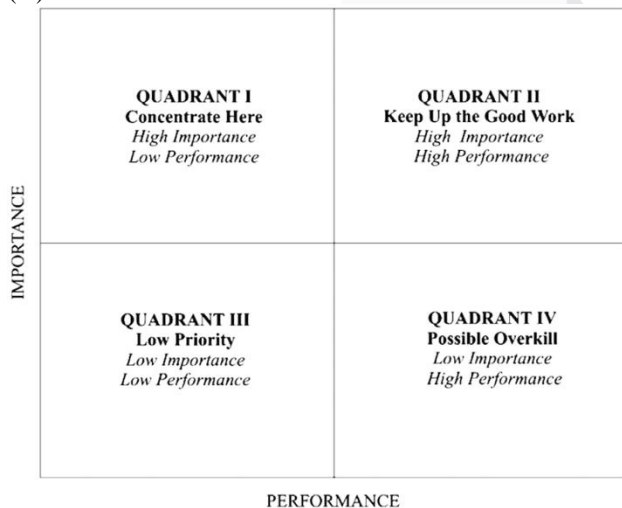 QUADRANT I
Concentrate Here
High Importance
Low Performance
QUADRANT II
Keep Up the Good Work
High Importance
High Performance
IMPORTANCE
QUADRANT III
Low Priority
Low Importance
Low Performance
QUADRANT IV
Possible Overkill
Low Importance
High Performance
PERFORMANCE